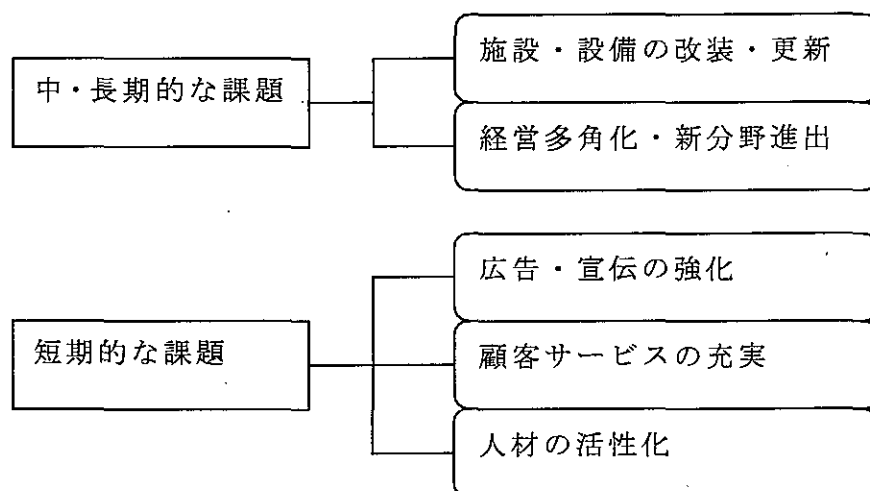 中・長期的な課題
施設・設備の改装・更新
経営多角化・新分野進出
短期的な課題
広告・宣伝の強化
顧客サービスの充実
人材の活性化